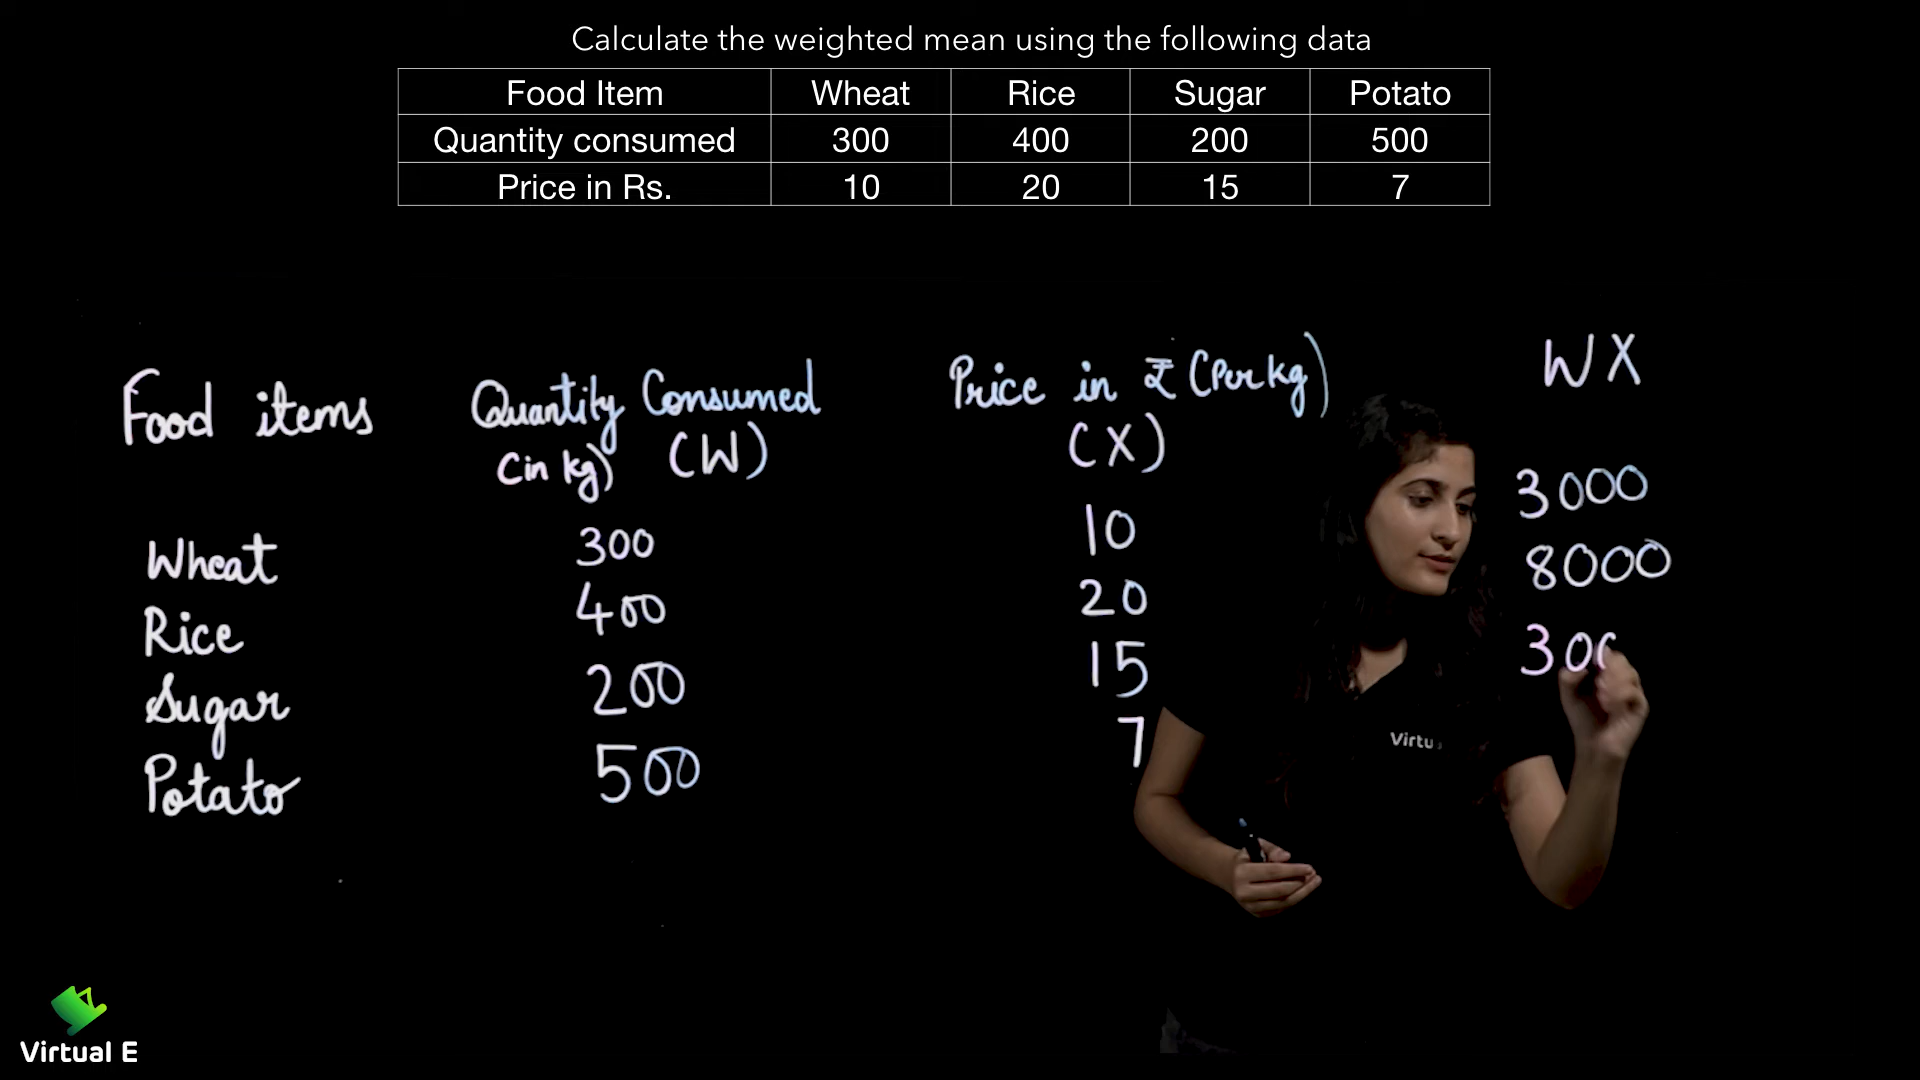 Calculate the weighted mean using the following data
Food Item Wheat Rice Sugar Potato
Quantity consumed 300 400 200 500
Price in Rs. 10 20 15 7
Food items Quantity Consumed Price in ₹ (Per kg) WX
(in kg) (W) (X)
Wheat 300 10 3000
Rice 400 20 8000
Sugar 200 15 300
Potato 500 7
Virtu
Virtual E